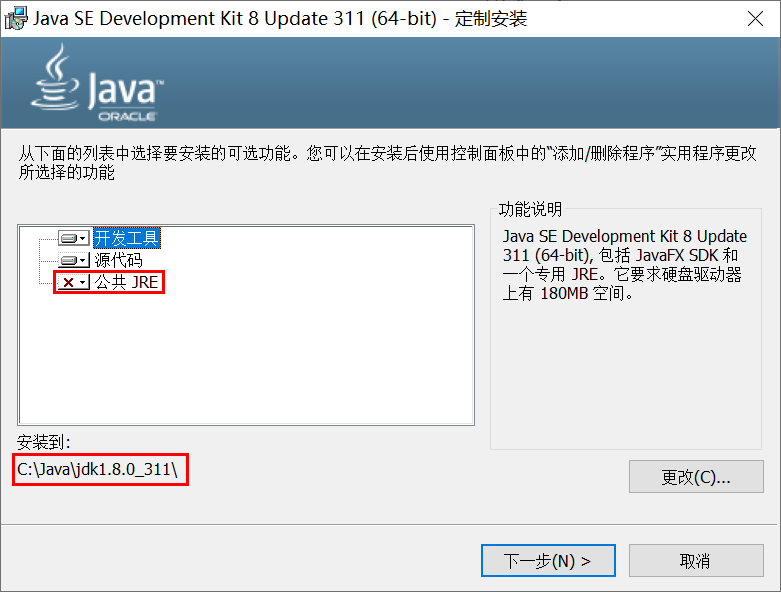 Java SE Development Kit 8 Update 311 (64-bit) - 定制安装
Java™
ORACLE
从下面的列表中选择要安装的可选功能。您可以在安装后使用控制面板中的“添加/删除程序”实用程序更改
所选择的功能
开发工具
源代码
公共 JRE
功能说明
Java SE Development Kit 8 Update
311 (64-bit), 包括 JavaFX SDK 和
一个专用 JRE。它要求硬盘驱动器
上有 180MB 空间。
安装到:
C:\Java\jdk1.8.0_311\
更改(C)...
下一步(N) >
取消